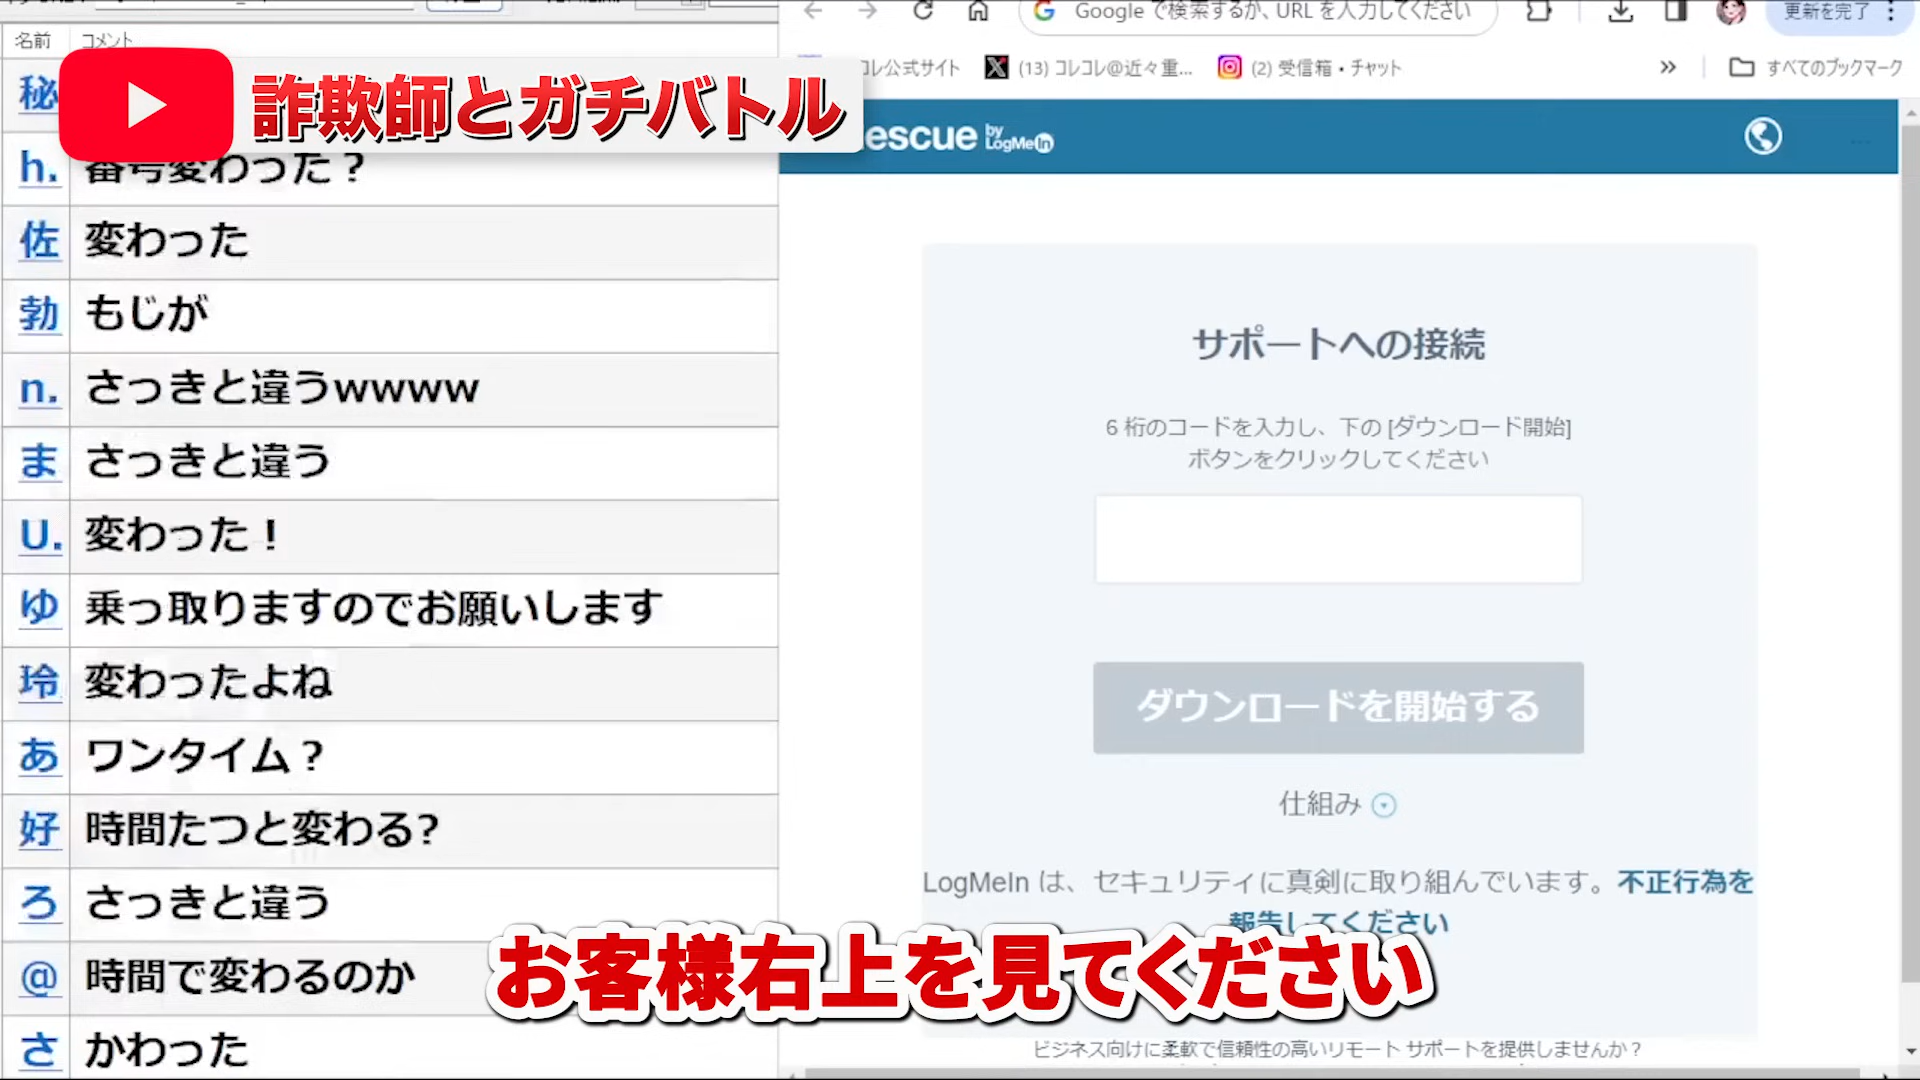 名前 コメント
秘
詐欺師とガチバトル
h. 番号変わった？
佐 変わった
勃 もじが
n. さっきと違うwwww
ま さっきと違う
U. 変わった！
ゆ 乗っ取りますのでお願いします
玲 変わったよね
あ ワンタイム？
好 時間たつと変わる?
ろ さっきと違う
@ 時間で変わるのか
さ かわった
Google で検索するか、URL を入力してください
更新を完了
コレ公式サイト
(13) コレコレ@近々重...
(2) 受信箱・チャット
»
すべてのブックマーク
escue by LogMeIn
サポートへの接続
6 桁のコードを入力し、下の [ダウンロード開始]
ボタンをクリックしてください
ダウンロードを開始する
仕組み
LogMeIn は、セキュリティに真剣に取り組んでいます。不正行為を
報告してください
お客様右上を見てください
ビジネス向けに柔軟で信頼性の高いリモート サポートを提供しませんか？